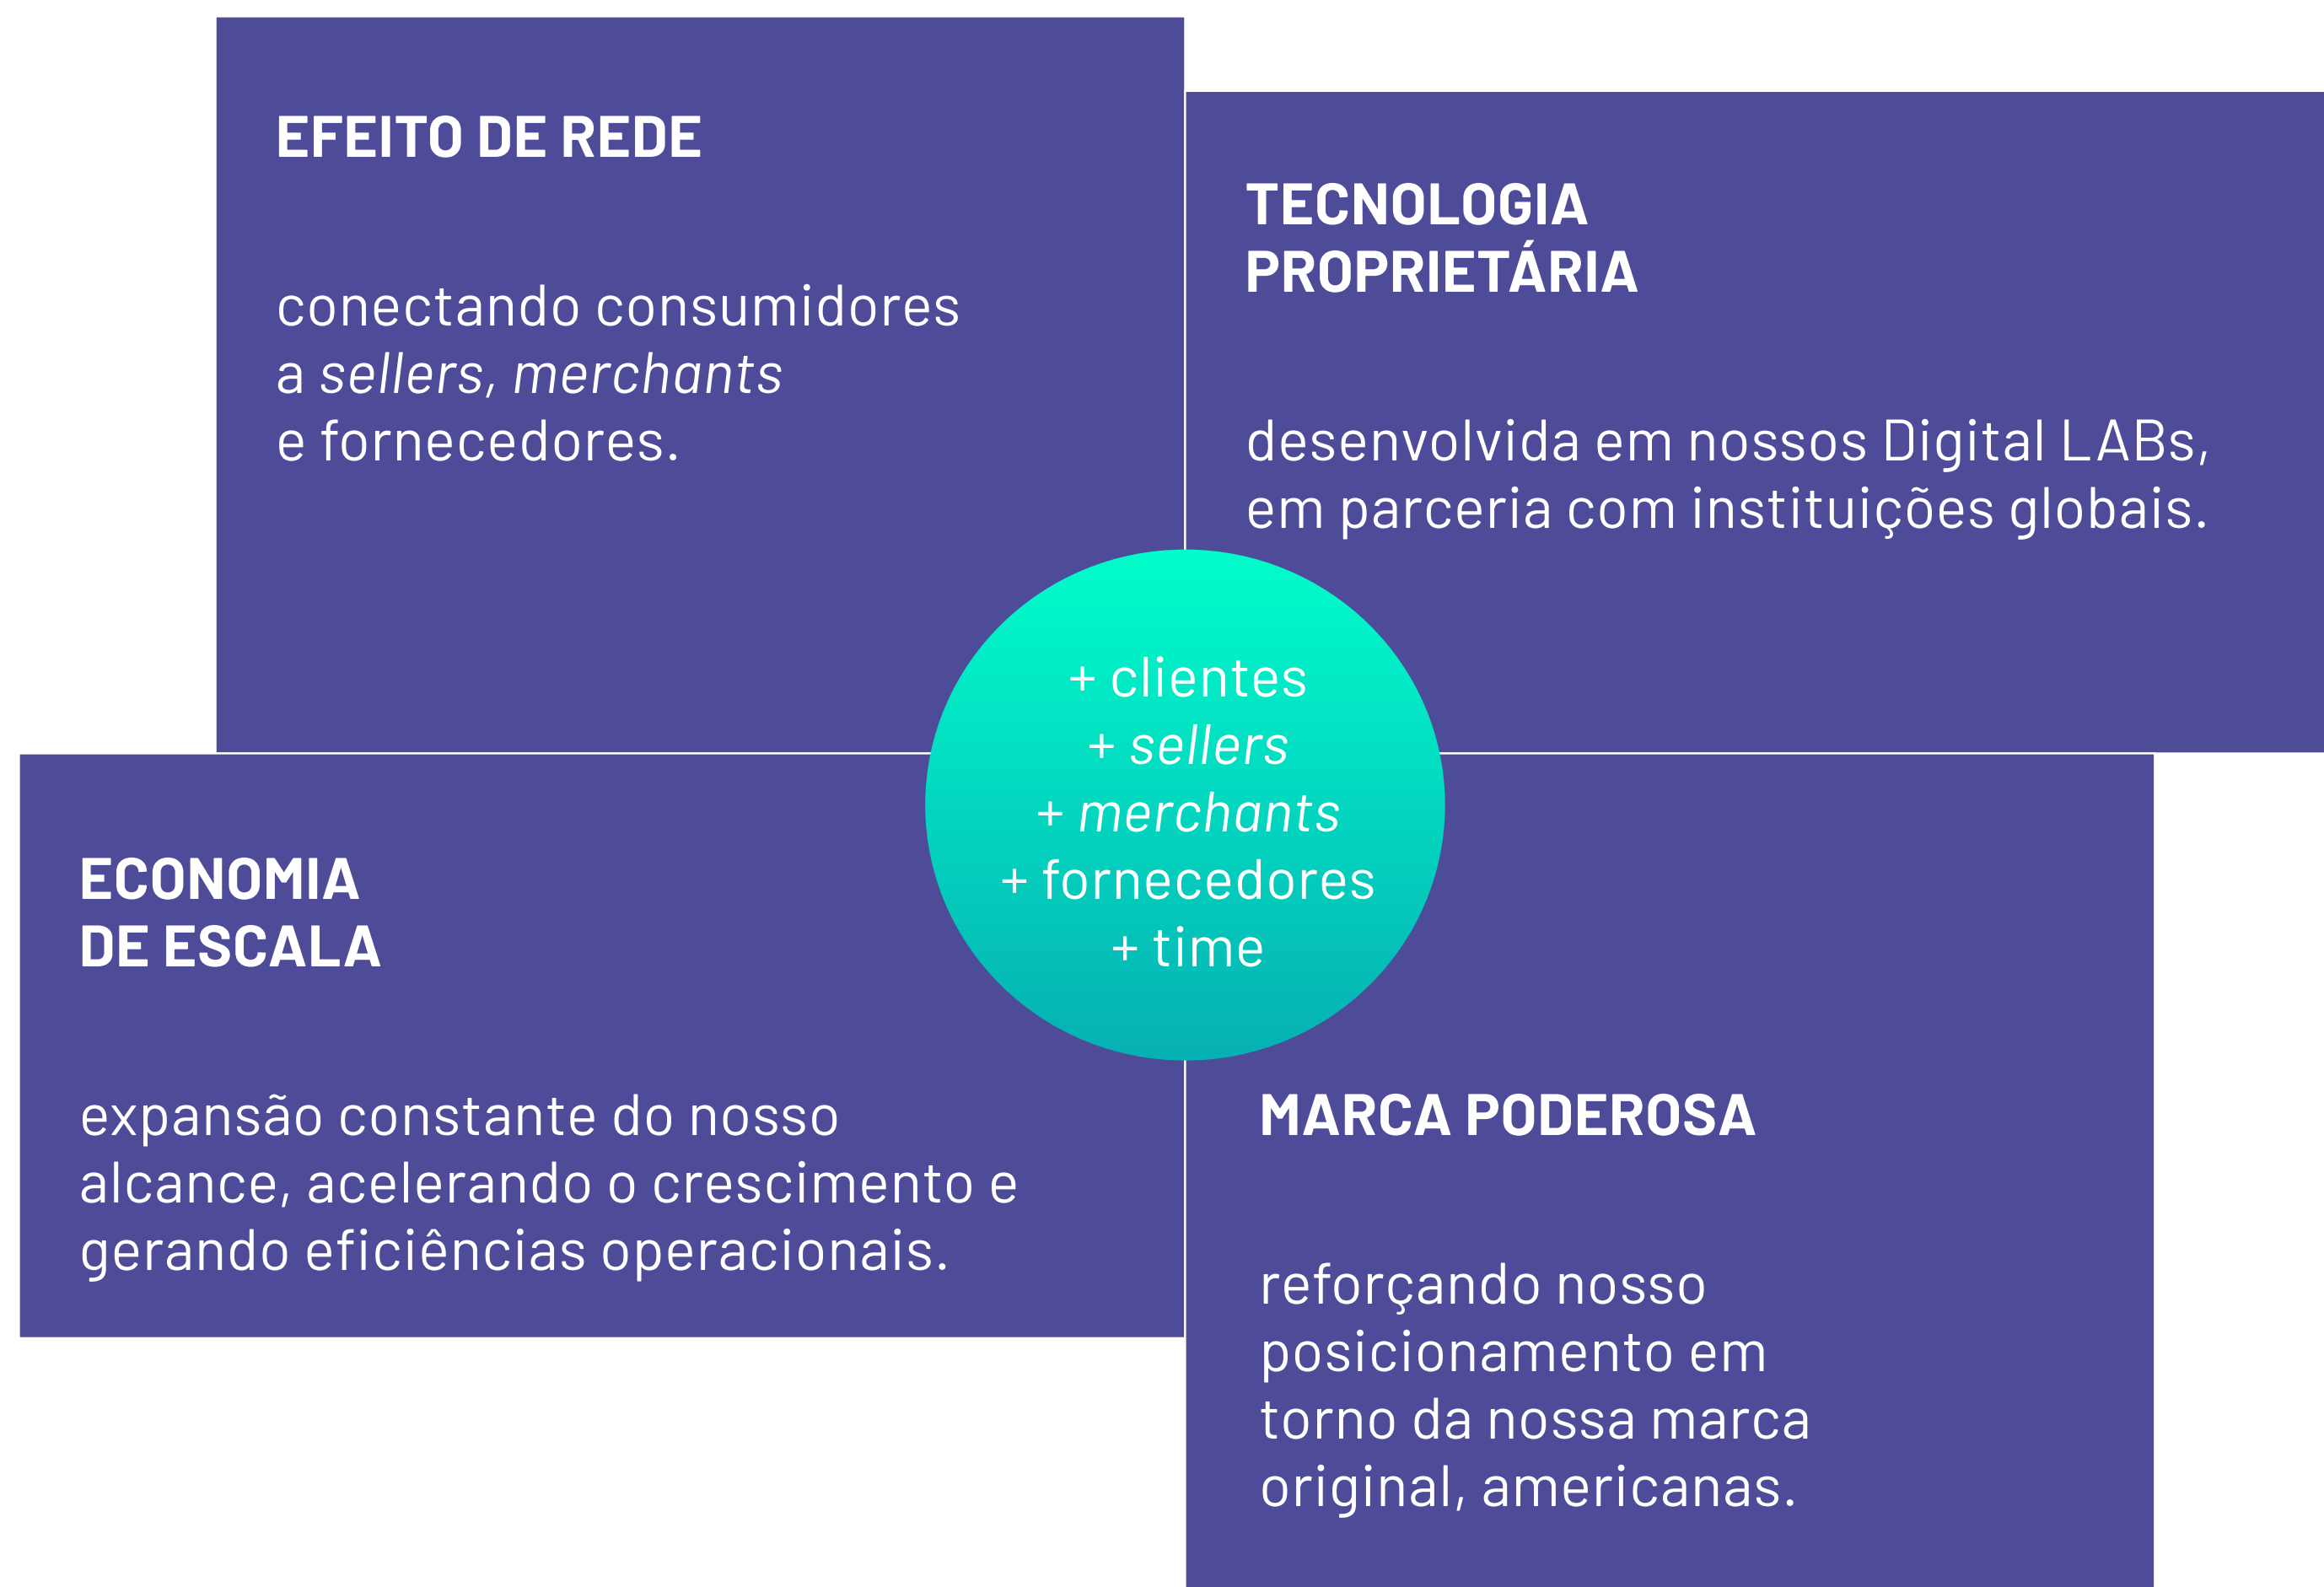 EFEITO DE REDE
conectando consumidores
a sellers, merchants
e fornecedores.
TECNOLOGIA
PROPRIETÁRIA
desenvolvida em nossos Digital LABs,
em parceria com instituições globais.
+ clientes
+ sellers
+ merchants
+ fornecedores
+ time
ECONOMIA
DE ESCALA
expansão constante do nosso
alcance, acelerando o crescimento e
gerando eficiências operacionais.
MARCA PODEROSA
reforçando nosso
posicionamento em
torno da nossa marca
original, americanas.